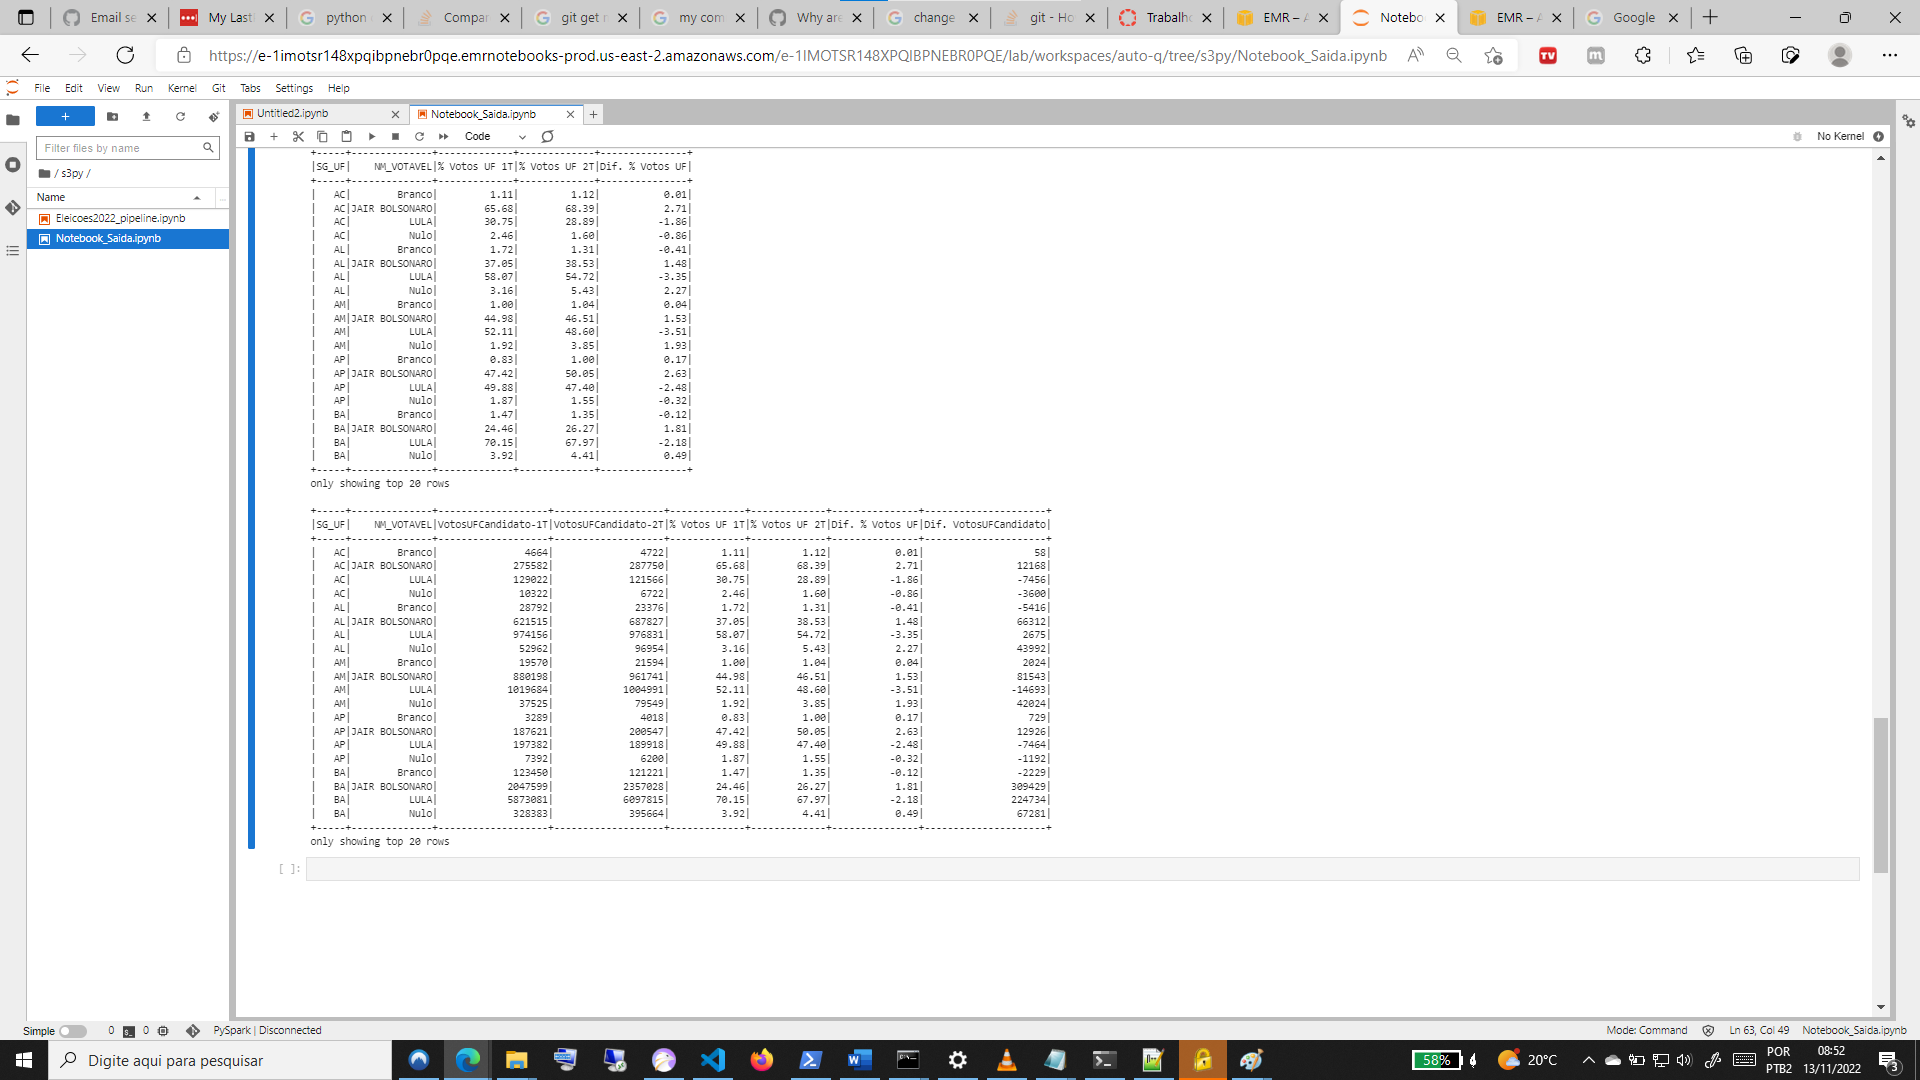 Email se
My Last
python
Compar
git get r
my com
Why are
change
git - Ho
Trabalh
EMR – A
Notebo
EMR – A
Google
https://e-1imotsr148xpqibpnebr0pqe.emrnotebooks-prod.us-east-2.amazonaws.com/e-1IMOTSR148XPQIBPNEBR0PQE/lab/workspaces/auto-q/tree/s3py/Notebook_Saida.ipynb
File Edit View Run Kernel Git Tabs Settings Help
Untitled2.ipynb
Notebook_Saida.ipynb
Code
No Kernel
Filter files by name
/ s3py /
Name
Eleicoes2022_pipeline.ipynb
Notebook_Saida.ipynb
+-----+-------------+-------------+-------------+--------------+
|SG_UF|   NM_VOTAVEL|% Votos UF 1T|% Votos UF 2T|Dif. % Votos UF|
+-----+-------------+-------------+-------------+--------------+
|   AC|       Branco|         1.11|         1.12|          0.01|
|   AC|JAIR BOLSONARO|        65.68|        68.39|          2.71|
|   AC|         LULA|        30.75|        28.89|         -1.86|
|   AC|         Nulo|         2.46|         1.60|         -0.86|
|   AL|       Branco|         1.72|         1.31|         -0.41|
|   AL|JAIR BOLSONARO|        37.05|        38.53|          1.48|
|   AL|         LULA|        58.07|        54.72|         -3.35|
|   AL|         Nulo|         3.16|         5.43|          2.27|
|   AM|       Branco|         1.00|         1.04|          0.04|
|   AM|JAIR BOLSONARO|        44.98|        46.51|          1.53|
|   AM|         LULA|        52.11|        48.60|         -3.51|
|   AM|         Nulo|         1.92|         3.85|          1.93|
|   AP|       Branco|         0.83|         1.00|          0.17|
|   AP|JAIR BOLSONARO|        47.42|        50.05|          2.63|
|   AP|         LULA|        49.88|        47.40|         -2.48|
|   AP|         Nulo|         1.87|         1.55|         -0.32|
|   BA|       Branco|         1.47|         1.35|         -0.12|
|   BA|JAIR BOLSONARO|        24.46|        26.27|          1.81|
|   BA|         LULA|        70.15|        67.97|         -2.18|
|   BA|         Nulo|         3.92|         4.41|          0.49|
+-----+-------------+-------------+-------------+--------------+
only showing top 20 rows
+-----+-------------+------------------+------------------+-------------+-------------+--------------+--------------------+
|SG_UF|   NM_VOTAVEL|VotosUFCandidato-1T|VotosUFCandidato-2T|% Votos UF 1T|% Votos UF 2T|Dif. % Votos UF|Dif. VotosUFCandidato|
+-----+-------------+------------------+------------------+-------------+-------------+--------------+--------------------+
|   AC|       Branco|              4664|              4722|         1.11|         1.12|          0.01|                  58|
|   AC|JAIR BOLSONARO|            275582|            287750|        65.68|        68.39|          2.71|               12168|
|   AC|         LULA|            129022|            121566|        30.75|        28.89|         -1.86|               -7456|
|   AC|         Nulo|             10322|              6722|         2.46|         1.60|         -0.86|               -3600|
|   AL|       Branco|             28792|             23376|         1.72|         1.31|         -0.41|               -5416|
|   AL|JAIR BOLSONARO|            621515|            687827|        37.05|        38.53|          1.48|               66312|
|   AL|         LULA|            974156|            976831|        58.07|        54.72|         -3.35|                2675|
|   AL|         Nulo|             52962|             96954|         3.16|         5.43|          2.27|               43992|
|   AM|       Branco|             19570|             21594|         1.00|         1.04|          0.04|                2024|
|   AM|JAIR BOLSONARO|            880198|            961741|        44.98|        46.51|          1.53|               81543|
|   AM|         LULA|           1019684|           1004991|        52.11|        48.60|         -3.51|              -14693|
|   AM|         Nulo|             37525|             79549|         1.92|         3.85|          1.93|               42024|
|   AP|       Branco|              3289|              4018|         0.83|         1.00|          0.17|                 729|
|   AP|JAIR BOLSONARO|            187621|            200547|        47.42|        50.05|          2.63|               12926|
|   AP|         LULA|            197382|            189918|        49.88|        47.40|         -2.48|               -7464|
|   AP|         Nulo|              7392|              6200|         1.87|         1.55|         -0.32|               -1192|
|   BA|       Branco|            123450|            121221|         1.47|         1.35|         -0.12|               -2229|
|   BA|JAIR BOLSONARO|           2047599|           2357028|        24.46|        26.27|          1.81|              309429|
|   BA|         LULA|           5873081|           6097815|        70.15|        67.97|         -2.18|              224734|
|   BA|         Nulo|            328383|            395664|         3.92|         4.41|          0.49|               67281|
+-----+-------------+------------------+------------------+-------------+-------------+--------------+--------------------+
only showing top 20 rows
[ ]:
Simple 0 0 PySpark | Disconnected
Mode: Command Ln 63, Col 49 Notebook_Saida.ipynb
Digite aqui para pesquisar
58%
20°C
POR
PTB2
08:52
13/11/2022
3